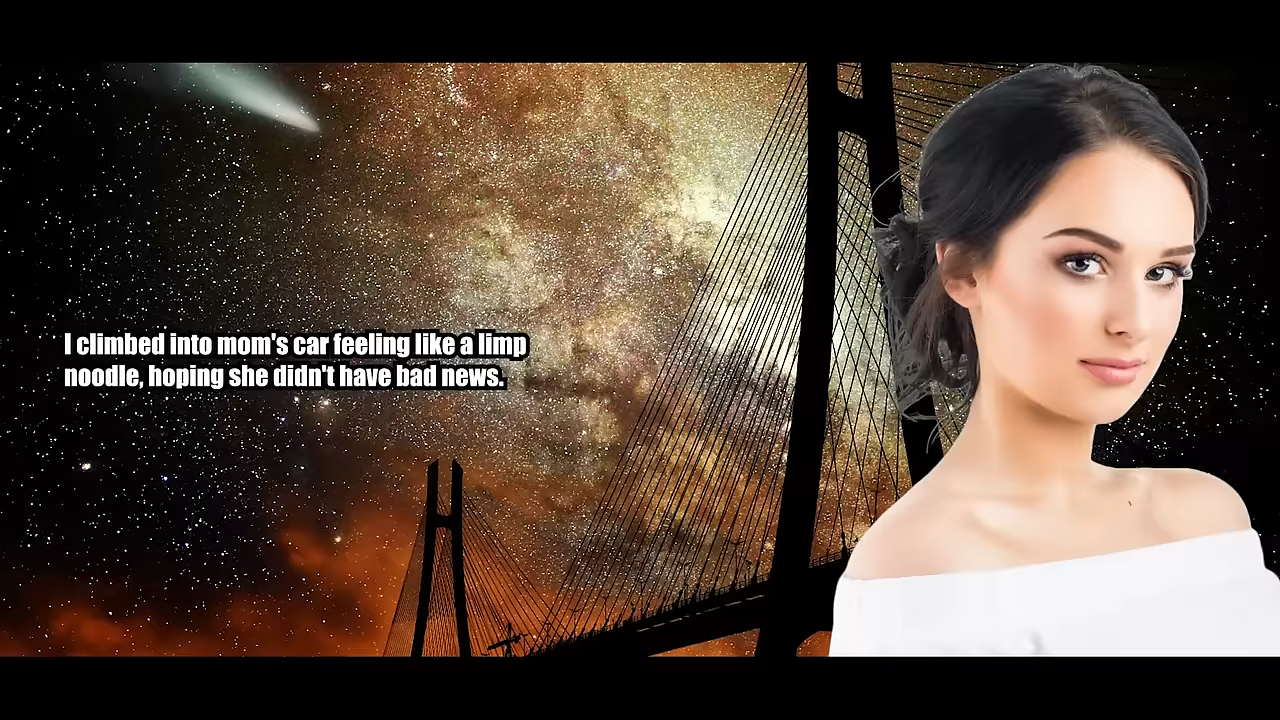 I climbed into mom's car feeling like a limp
noodle, hoping she didn't have bad news.